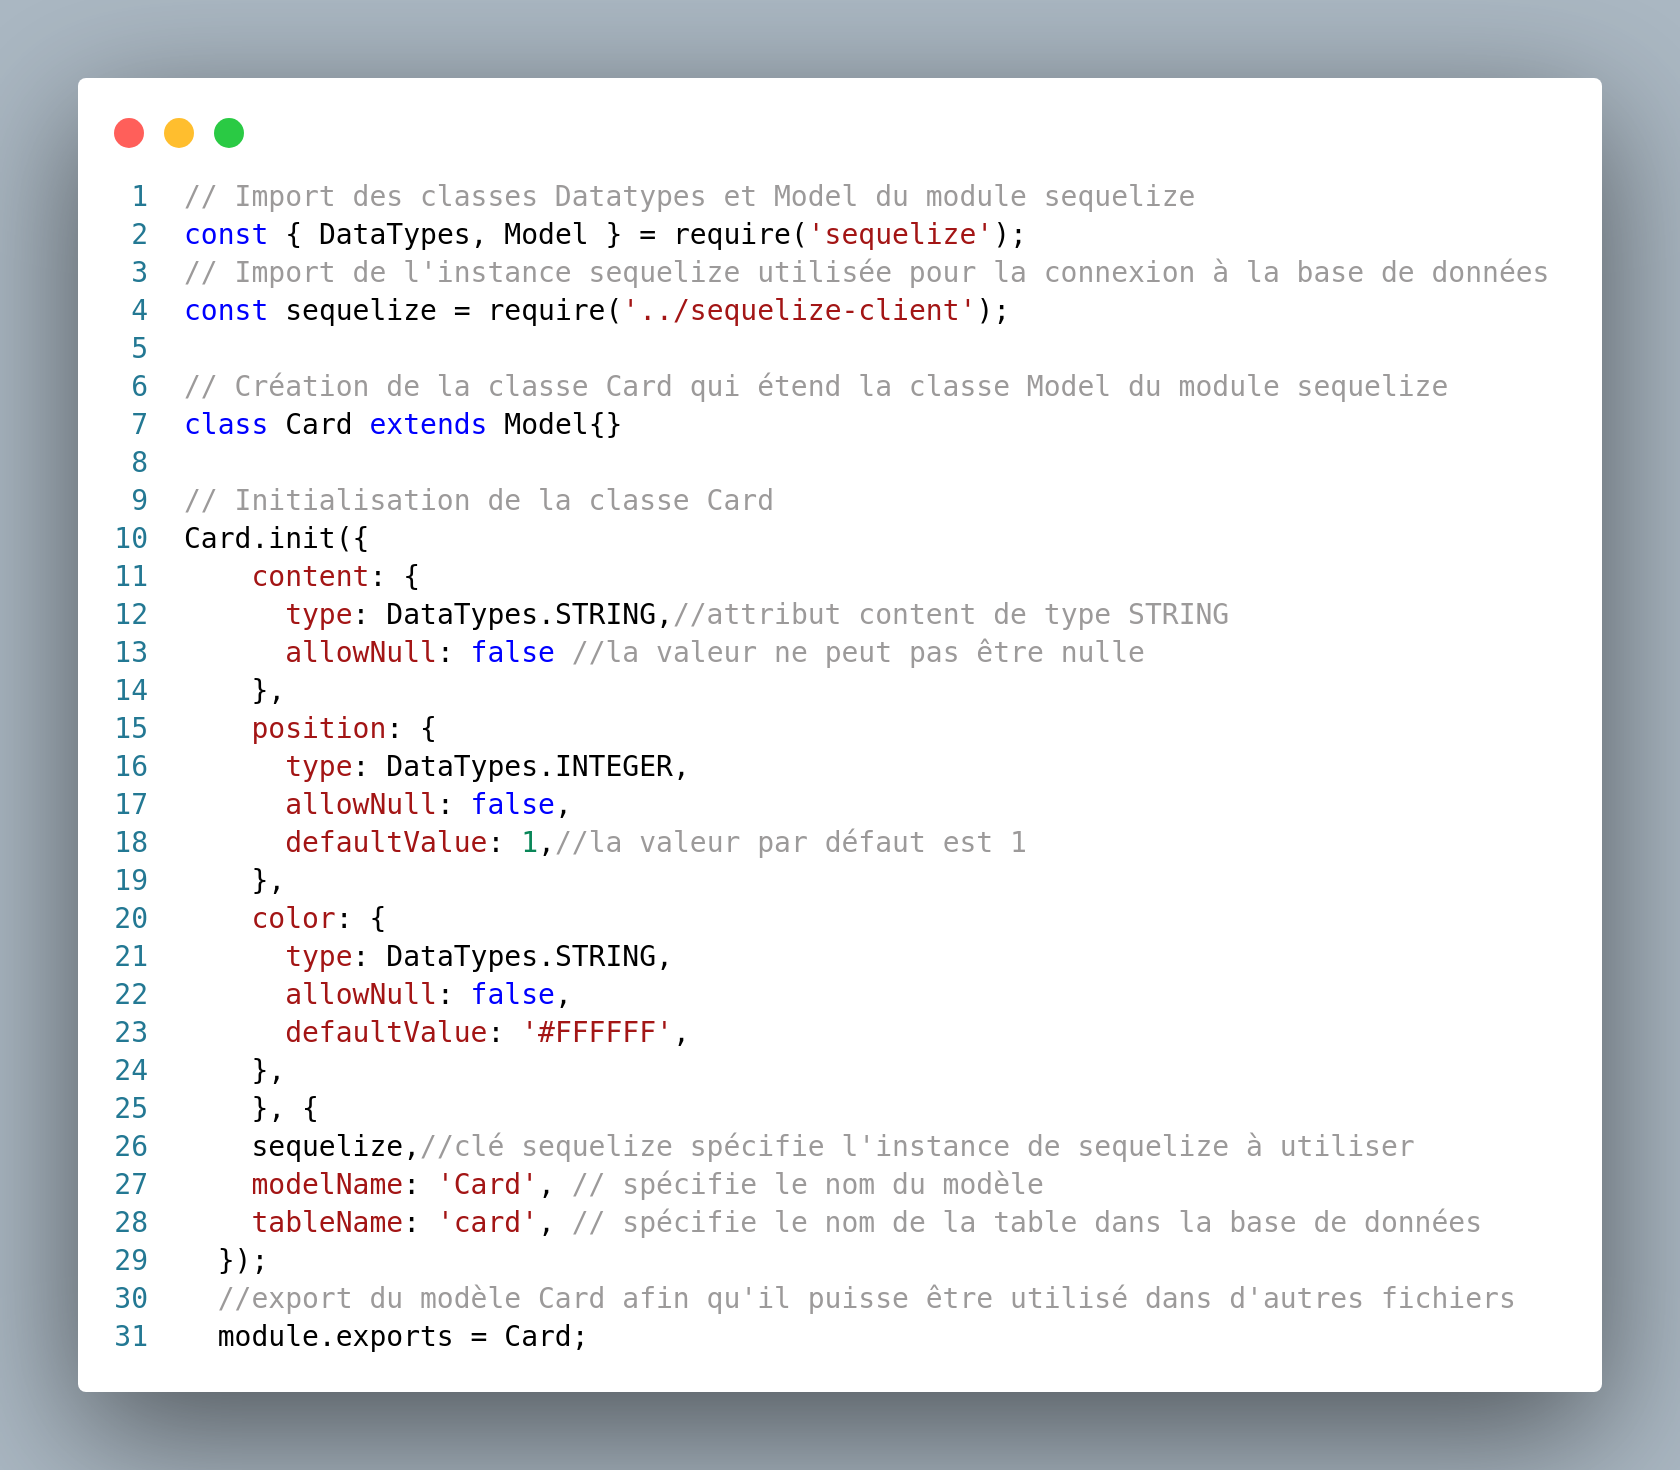 1 // Import des classes Datatypes et Model du module sequelize
2 const { DataTypes, Model } = require('sequelize');
3 // Import de l'instance sequelize utilisée pour la connexion à la base de données
4 const sequelize = require('../sequelize-client');
5
6 // Création de la classe Card qui étend la classe Model du module sequelize
7 class Card extends Model{}
8
9 // Initialisation de la classe Card
10 Card.init({
11     content: {
12       type: DataTypes.STRING,//attribut content de type STRING
13       allowNull: false //la valeur ne peut pas être nulle
14     },
15     position: {
16       type: DataTypes.INTEGER,
17       allowNull: false,
18       defaultValue: 1,//la valeur par défaut est 1
19     },
20     color: {
21       type: DataTypes.STRING,
22       allowNull: false,
23       defaultValue: '#FFFFFF',
24     },
25     }, {
26     sequelize,//clé sequelize spécifie l'instance de sequelize à utiliser
27     modelName: 'Card', // spécifie le nom du modèle
28     tableName: 'card', // spécifie le nom de la table dans la base de données
29   });
30   //export du modèle Card afin qu'il puisse être utilisé dans d'autres fichiers
31   module.exports = Card;